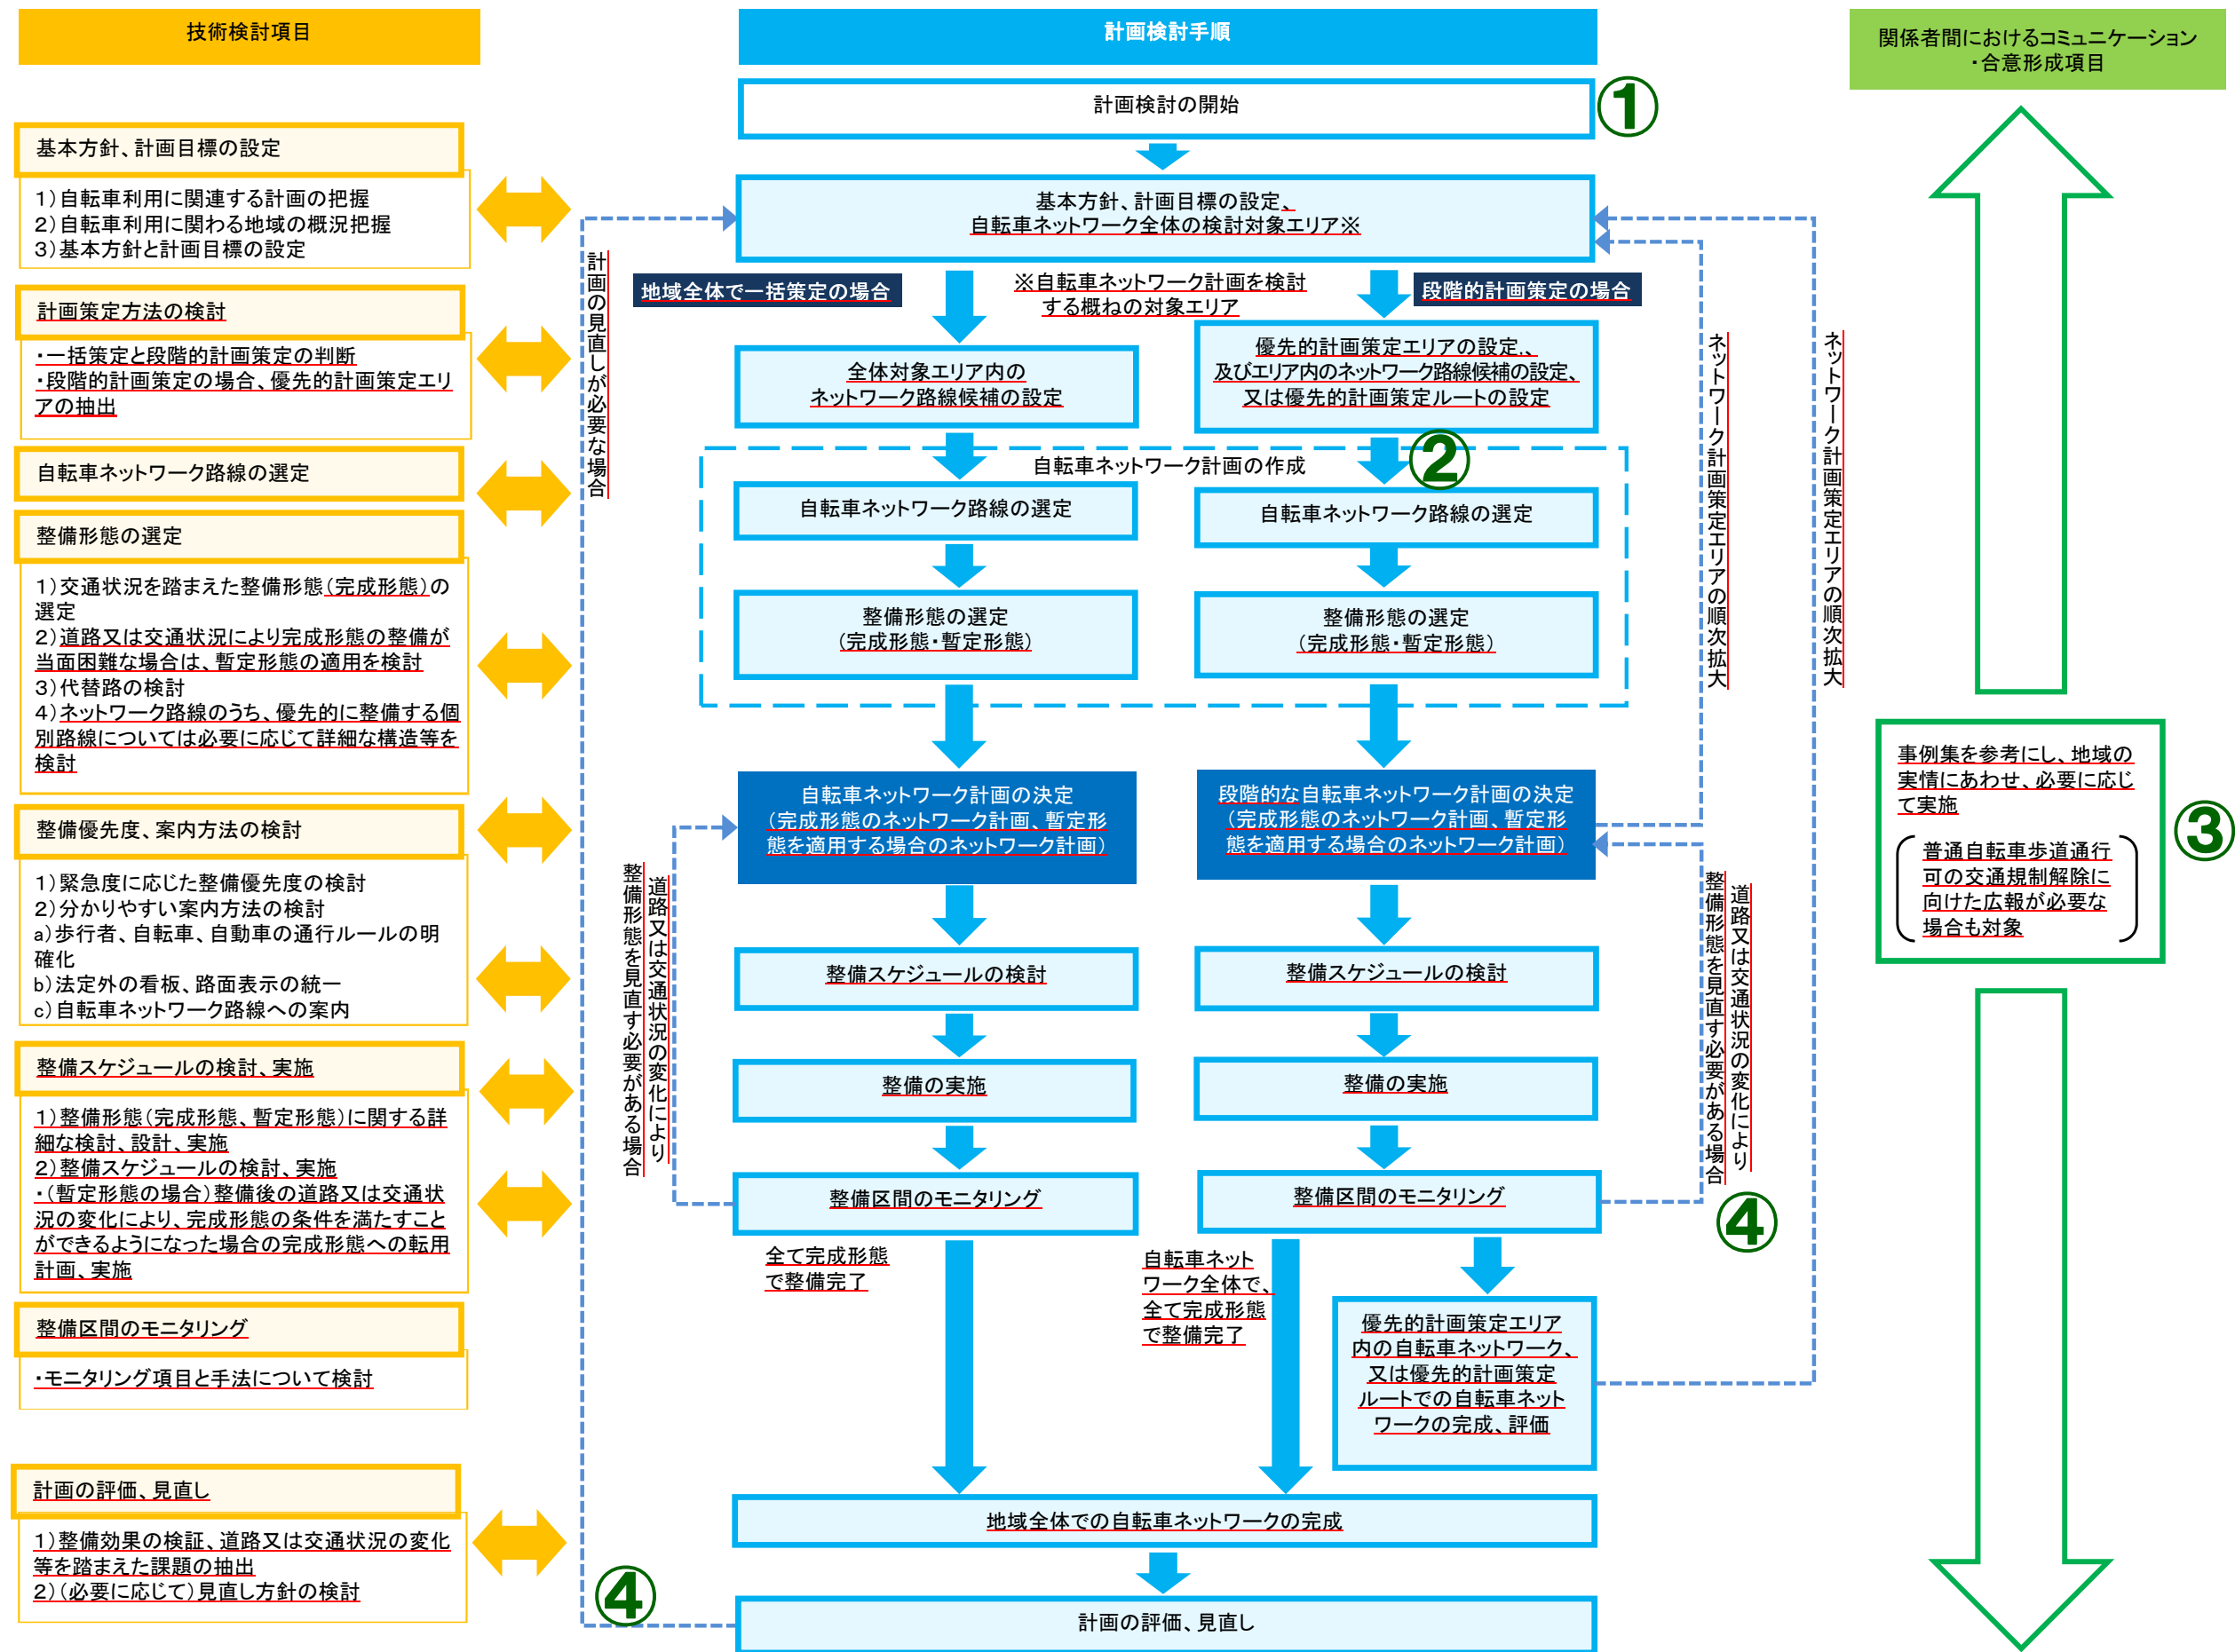 技術検討項目
計画検討手順
関係者間におけるコミュニケーション
・合意形成項目
基本方針、計画目標の設定
1)自転車利用に関連する計画の把握
2)自転車利用に関わる地域の概況把握
3)基本方針と計画目標の設定
計画策定方法の検討
・一括策定と段階的計画策定の判断
・段階的計画策定の場合、優先的計画策定エリ
アの抽出
自転車ネットワーク路線の選定
整備形態の選定
1)交通状況を踏まえた整備形態(完成形態)の
選定
2)道路又は交通状況により完成形態の整備が
当面困難な場合は、暫定形態の適用を検討
3)代替路の検討
4)ネットワーク路線のうち、優先的に整備する個
別路線については必要に応じて詳細な構造等を
検討
整備優先度、案内方法の検討
1)緊急度に応じた整備優先度の検討
2)分かりやすい案内方法の検討
a)歩行者、自転車、自動車の通行ルールの明
確化
b)法定外の看板、路面表示の統一
c)自転車ネットワーク路線への案内
整備スケジュールの検討、実施
1)整備形態(完成形態、暫定形態)に関する詳
細な検討、設計、実施
2)整備スケジュールの検討、実施
・(暫定形態の場合)整備後の道路又は交通状
況の変化により、完成形態の条件を満たすこと
ができるようになった場合の完成形態への転用
計画、実施
整備区間のモニタリング
・モニタリング項目と手法について検討
計画の評価、見直し
1)整備効果の検証、道路又は交通状況の変化
等を踏まえた課題の抽出
2)(必要に応じて)見直し方針の検討
計画検討の開始
①
基本方針、計画目標の設定、
自転車ネットワーク全体の検討対象エリア※
計画の見直しが必要な場合
地域全体で一括策定の場合
※自転車ネットワーク計画を検討
する概ねの対象エリア
段階的計画策定の場合
全体対象エリア内の
ネットワーク路線候補の設定
優先的計画策定エリアの設定、、
及びエリア内のネットワーク路線候補の設定、
又は優先的計画策定ルートの設定
自転車ネットワーク計画の作成
②
自転車ネットワーク路線の選定
自転車ネットワーク路線の選定
整備形態の選定
(完成形態・暫定形態)
整備形態の選定
(完成形態・暫定形態)
ネットワーク計画策定エリアの順次拡大
ネットワーク計画策定エリアの順次拡大
自転車ネットワーク計画の決定
(完成形態のネットワーク計画、暫定形
態を適用する場合のネットワーク計画)
段階的な自転車ネットワーク計画の決定
(完成形態のネットワーク計画、暫定形
態を適用する場合のネットワーク計画)
道路又は交通状況の変化により
整備形態を見直す必要がある場合
道路又は交通状況の変化により
整備形態を見直す必要がある場合
整備スケジュールの検討
整備スケジュールの検討
整備の実施
整備の実施
整備区間のモニタリング
整備区間のモニタリング
④
全て完成形態
で整備完了
自転車ネット
ワーク全体で、
全て完成形態
で整備完了
優先的計画策定エリア
内の自転車ネットワーク、
又は優先的計画策定
ルートでの自転車ネット
ワークの完成、評価
地域全体での自転車ネットワークの完成
④
計画の評価、見直し
事例集を参考にし、地域の
実情にあわせ、必要に応じ
て実施
普通自転車歩道通行
可の交通規制解除に
向けた広報が必要な
場合も対象
③